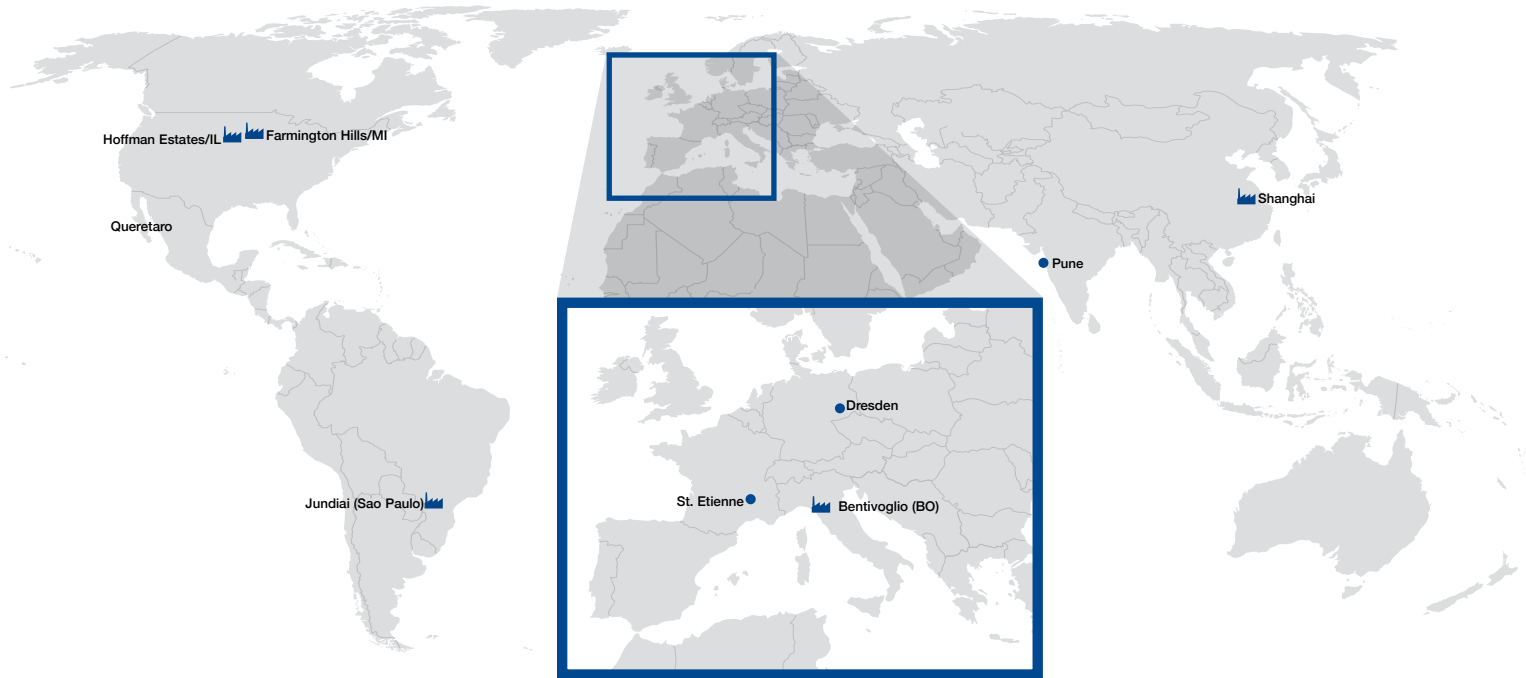 Hoffman Estates/IL
Farmington Hills/MI
Queretaro
Shanghai
Pune
Dresden
St. Etienne
Bentivoglio (BO)
Jundiai (Sao Paulo)